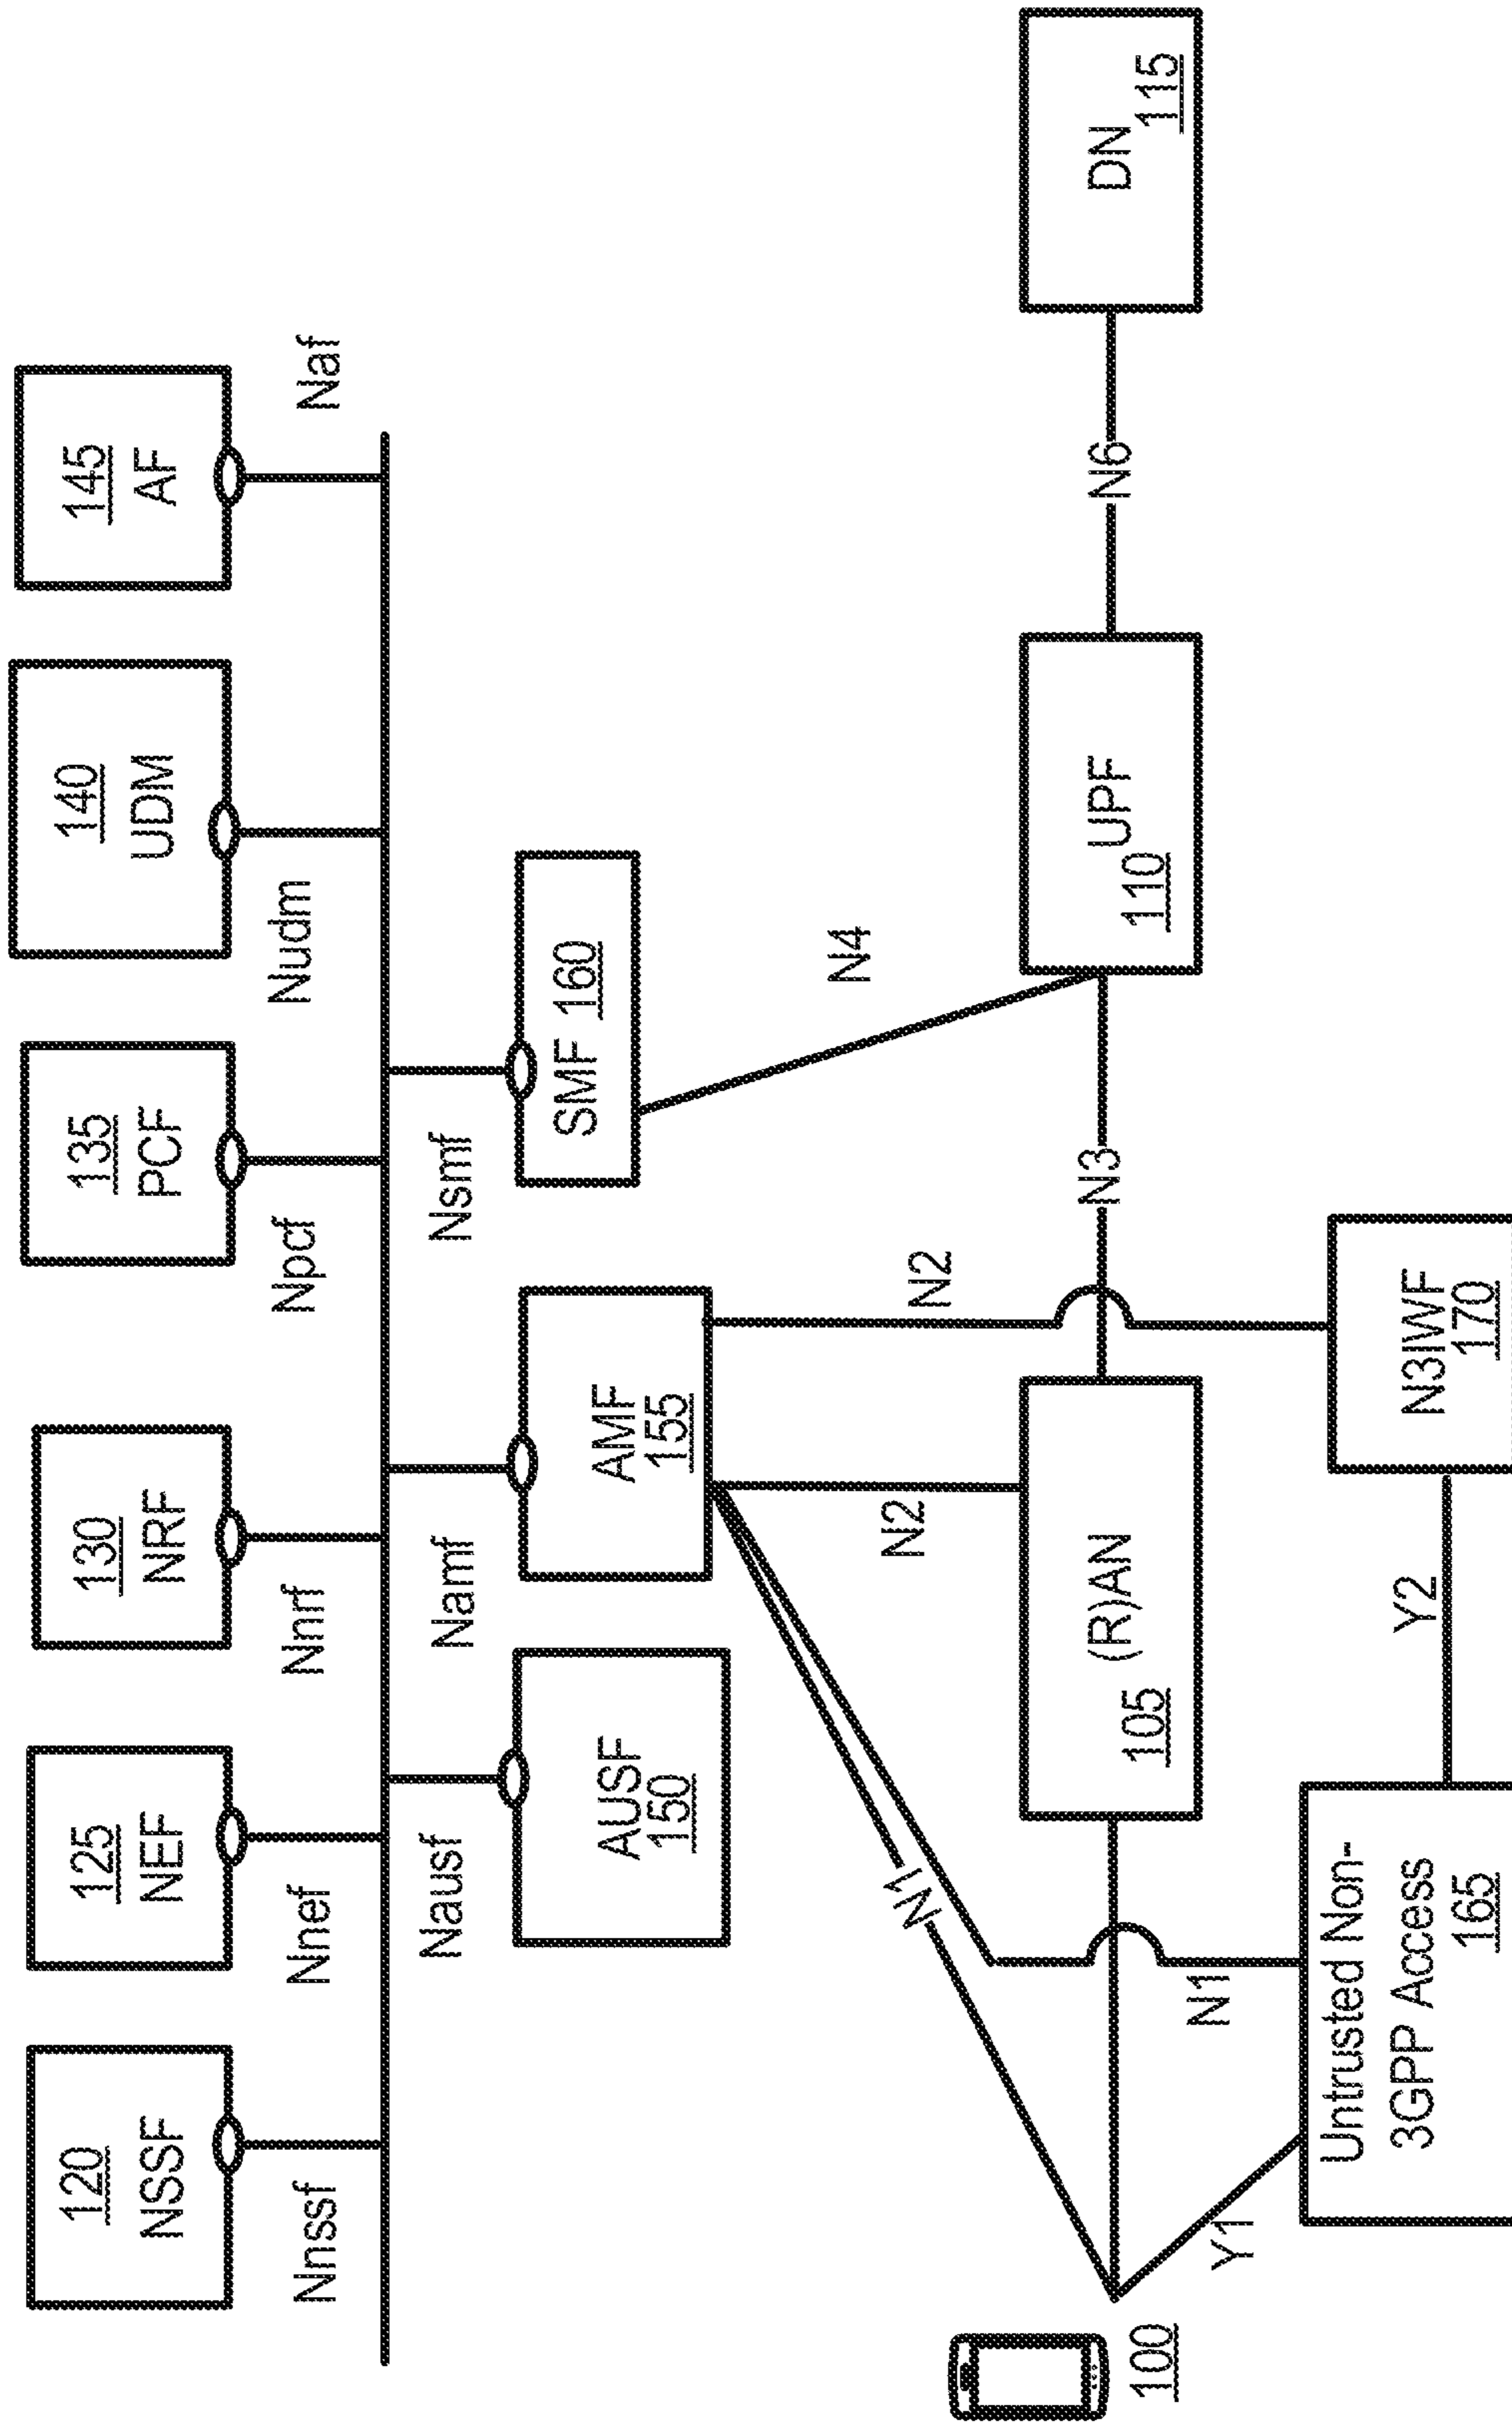 120
NSSF
125
NEF
130
NRF
135
PCF
140
UDM
145
AF
Nnssf
Nnef
Nnrf
Npcf
Nudm
Naf
Nausf
Namf
Nsmf
AUSF
150
AMF
155
SMF 160
N1
N2
N2
N4
100
105
(R)AN
N3
110
UPF
N6
DN
115
Y1
N1
Untrusted Non-
3GPP Access
165
Y2
N3IWF
170